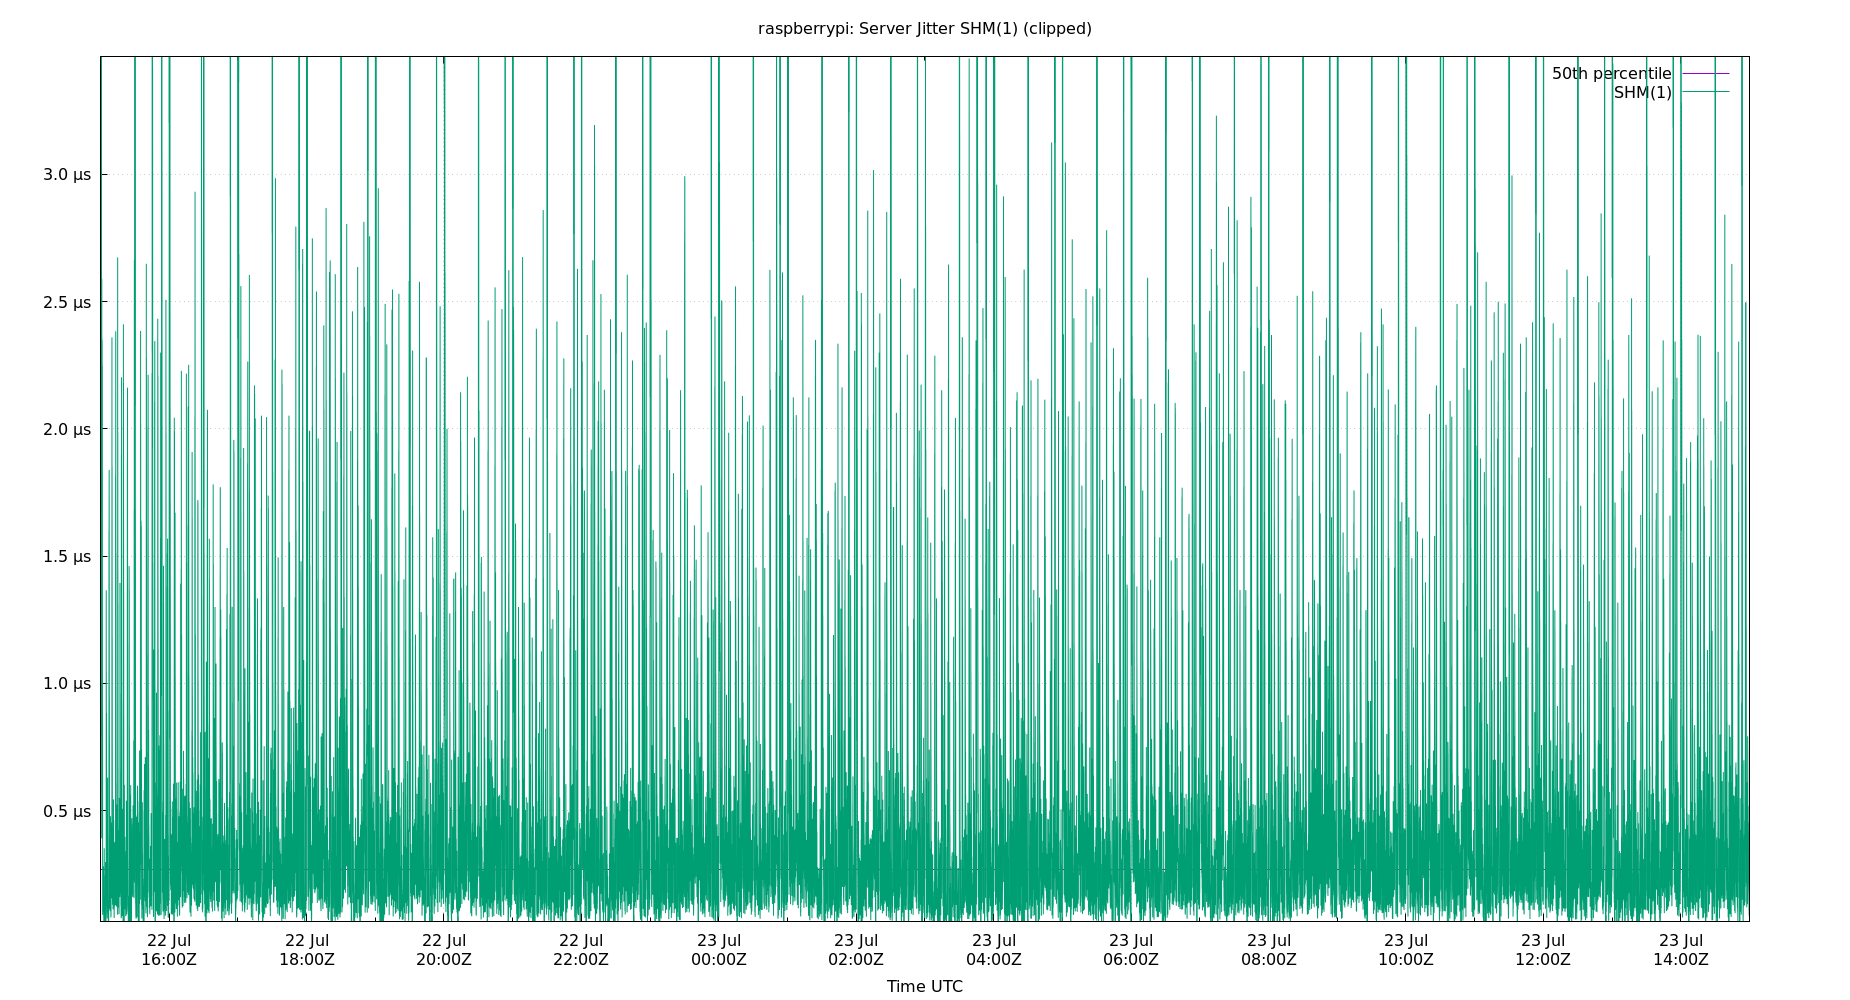 raspberrypi: Server Jitter SHM(1) (clipped)
50th percentile
SHM(1)
3.0 μs
2.5 μs
2.0 μs
1.5 μs
1.0 μs
0.5 μs
22 Jul 22 Jul 22 Jul 22 Jul 23 Jul 23 Jul 23 Jul 23 Jul 23 Jul 23 Jul 23 Jul 23 Jul
16:00Z 18:00Z 20:00Z 22:00Z 00:00Z 02:00Z 04:00Z 06:00Z 08:00Z 10:00Z 12:00Z 14:00Z
Time UTC